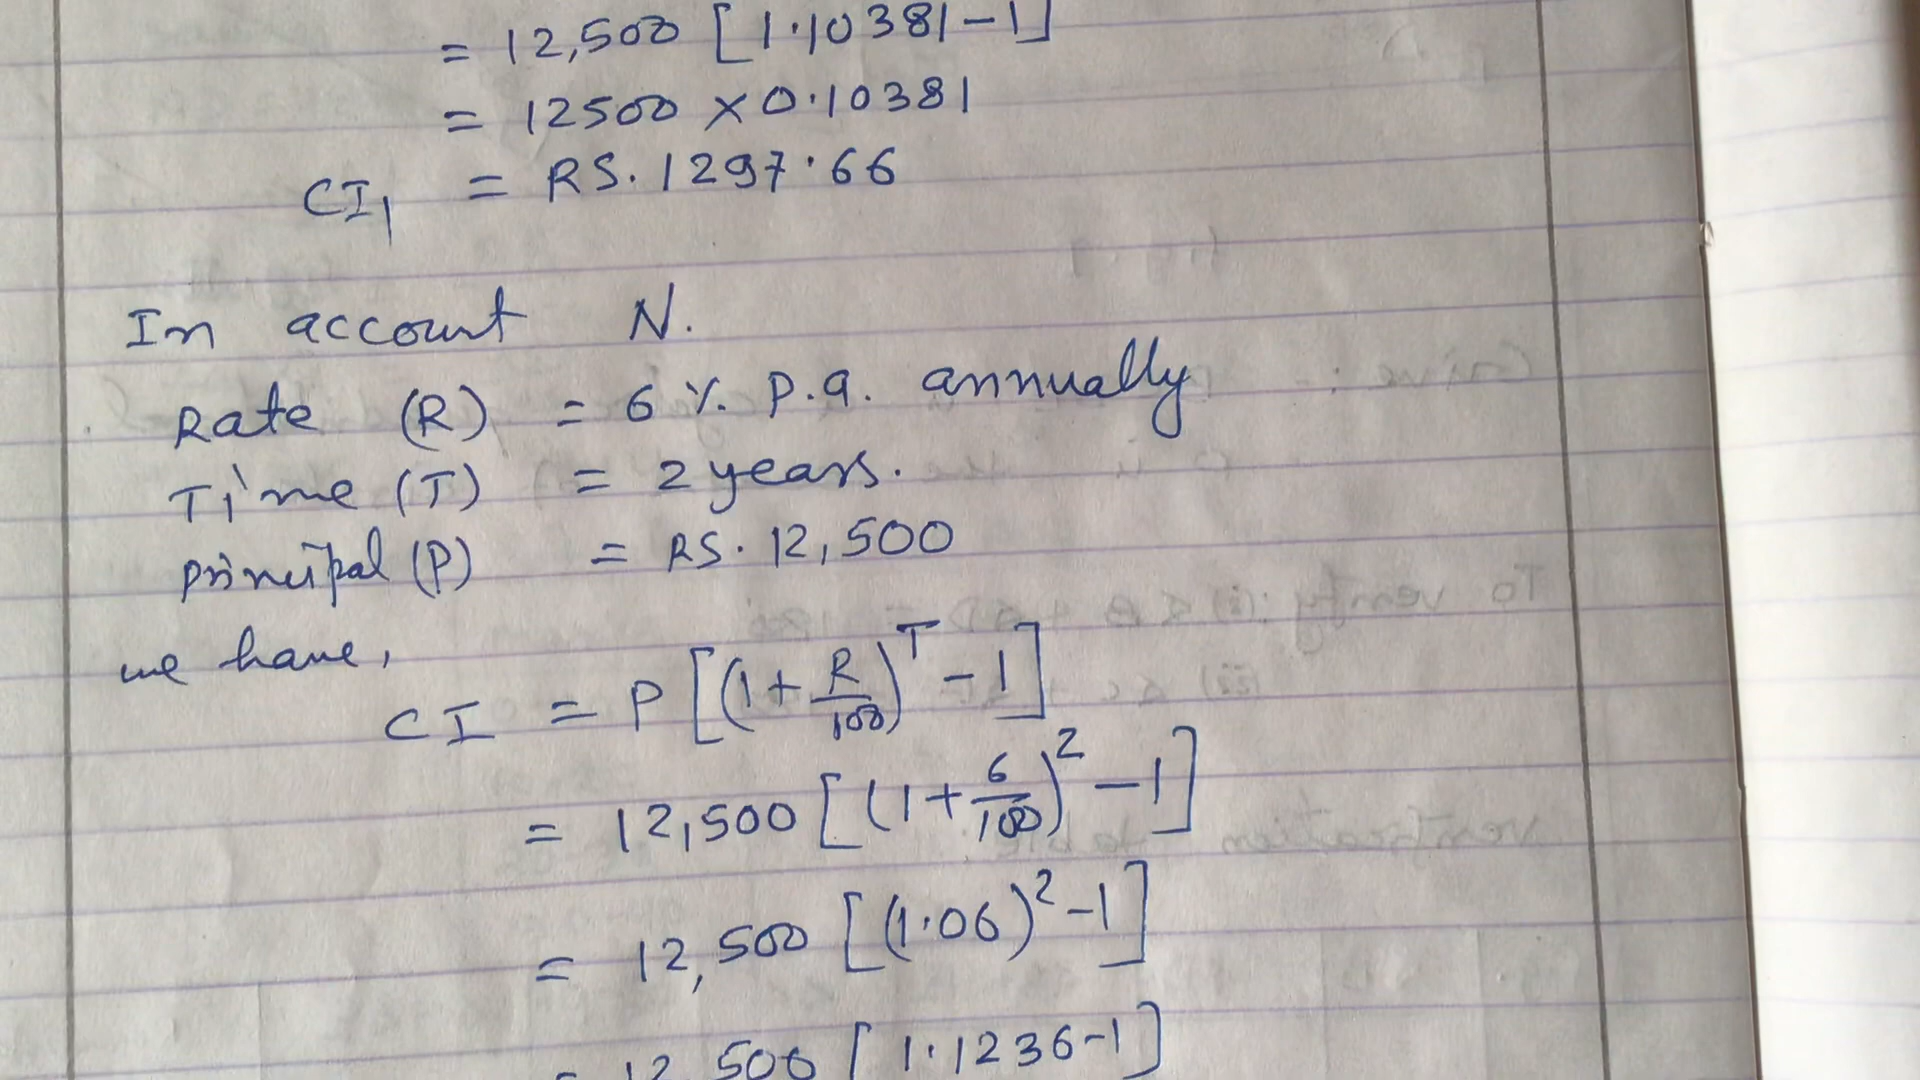 = 12,500 [1.10381-1]
= 12500 × 0.10381
CI₁ = RS. 1297.66
In account N.
Rate (R) = 6 %. P.a. annually
Time (T) = 2 years.
principal (P) = RS. 12,500
we have,
CI = P [(1 + R/100)^T - 1]
= 12,500 [(1 + 6/100)² - 1]
= 12,500 [(1.06)² - 1]
= 12,500 [1.1236-1]